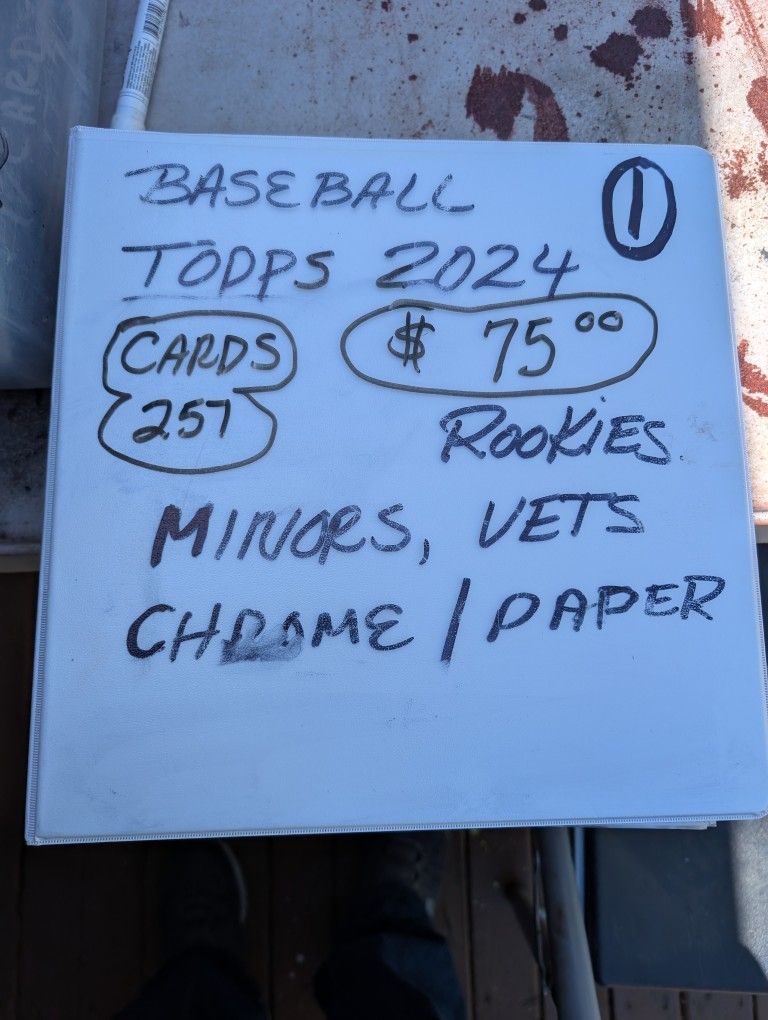 BASEBALL
1
TOPPS 2024
CARDS
257
$ 75.00
ROOKIES
MINORS, VETS
CHROME / PAPER